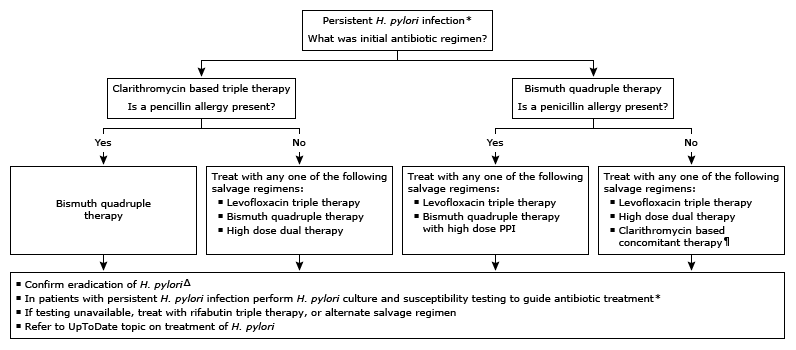 Persistent H. pylori infection*
What was initial antibiotic regimen?
Clarithromycin based triple therapy
Is a pencillin allergy present?
Bismuth quadruple therapy
Is a penicillin allergy present?
Yes
No
Yes
No
Bismuth quadruple
therapy
Treat with any one of the following
salvage regimens:
▪ Levofloxacin triple therapy
▪ Bismuth quadruple therapy
▪ High dose dual therapy
Treat with any one of the following
salvage regimens:
▪ Levofloxacin triple therapy
▪ Bismuth quadruple therapy
with high dose PPI
Treat with any one of the following
salvage regimens:
▪ Levofloxacin triple therapy
▪ High dose dual therapy
▪ Clarithromycin based
concomitant therapy¶
▪ Confirm eradication of H. pyloriΔ
▪ In patients with persistent H. pylori infection perform H. pylori culture and susceptibility testing to guide antibiotic treatment*
▪ If testing unavailable, treat with rifabutin triple therapy, or alternate salvage regimen
▪ Refer to UpToDate topic on treatment of H. pylori